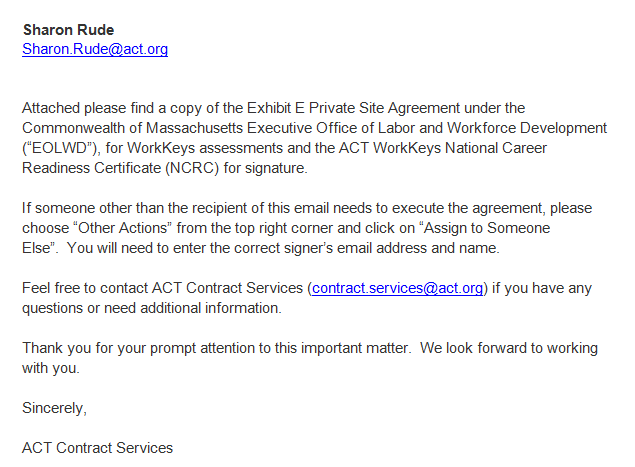 Sharon Rude
Sharon.Rude@act.org
Attached please find a copy of the Exhibit E Private Site Agreement under the
Commonwealth of Massachusetts Executive Office of Labor and Workforce Development
(“EOLWD”), for WorkKeys assessments and the ACT WorkKeys National Career
Readiness Certificate (NCRC) for signature.
If someone other than the recipient of this email needs to execute the agreement, please
choose “Other Actions” from the top right corner and click on “Assign to Someone
Else”.  You will need to enter the correct signer’s email address and name.
Feel free to contact ACT Contract Services (contract.services@act.org) if you have any
questions or need additional information.
Thank you for your prompt attention to this important matter.  We look forward to working
with you.
Sincerely,
ACT Contract Services